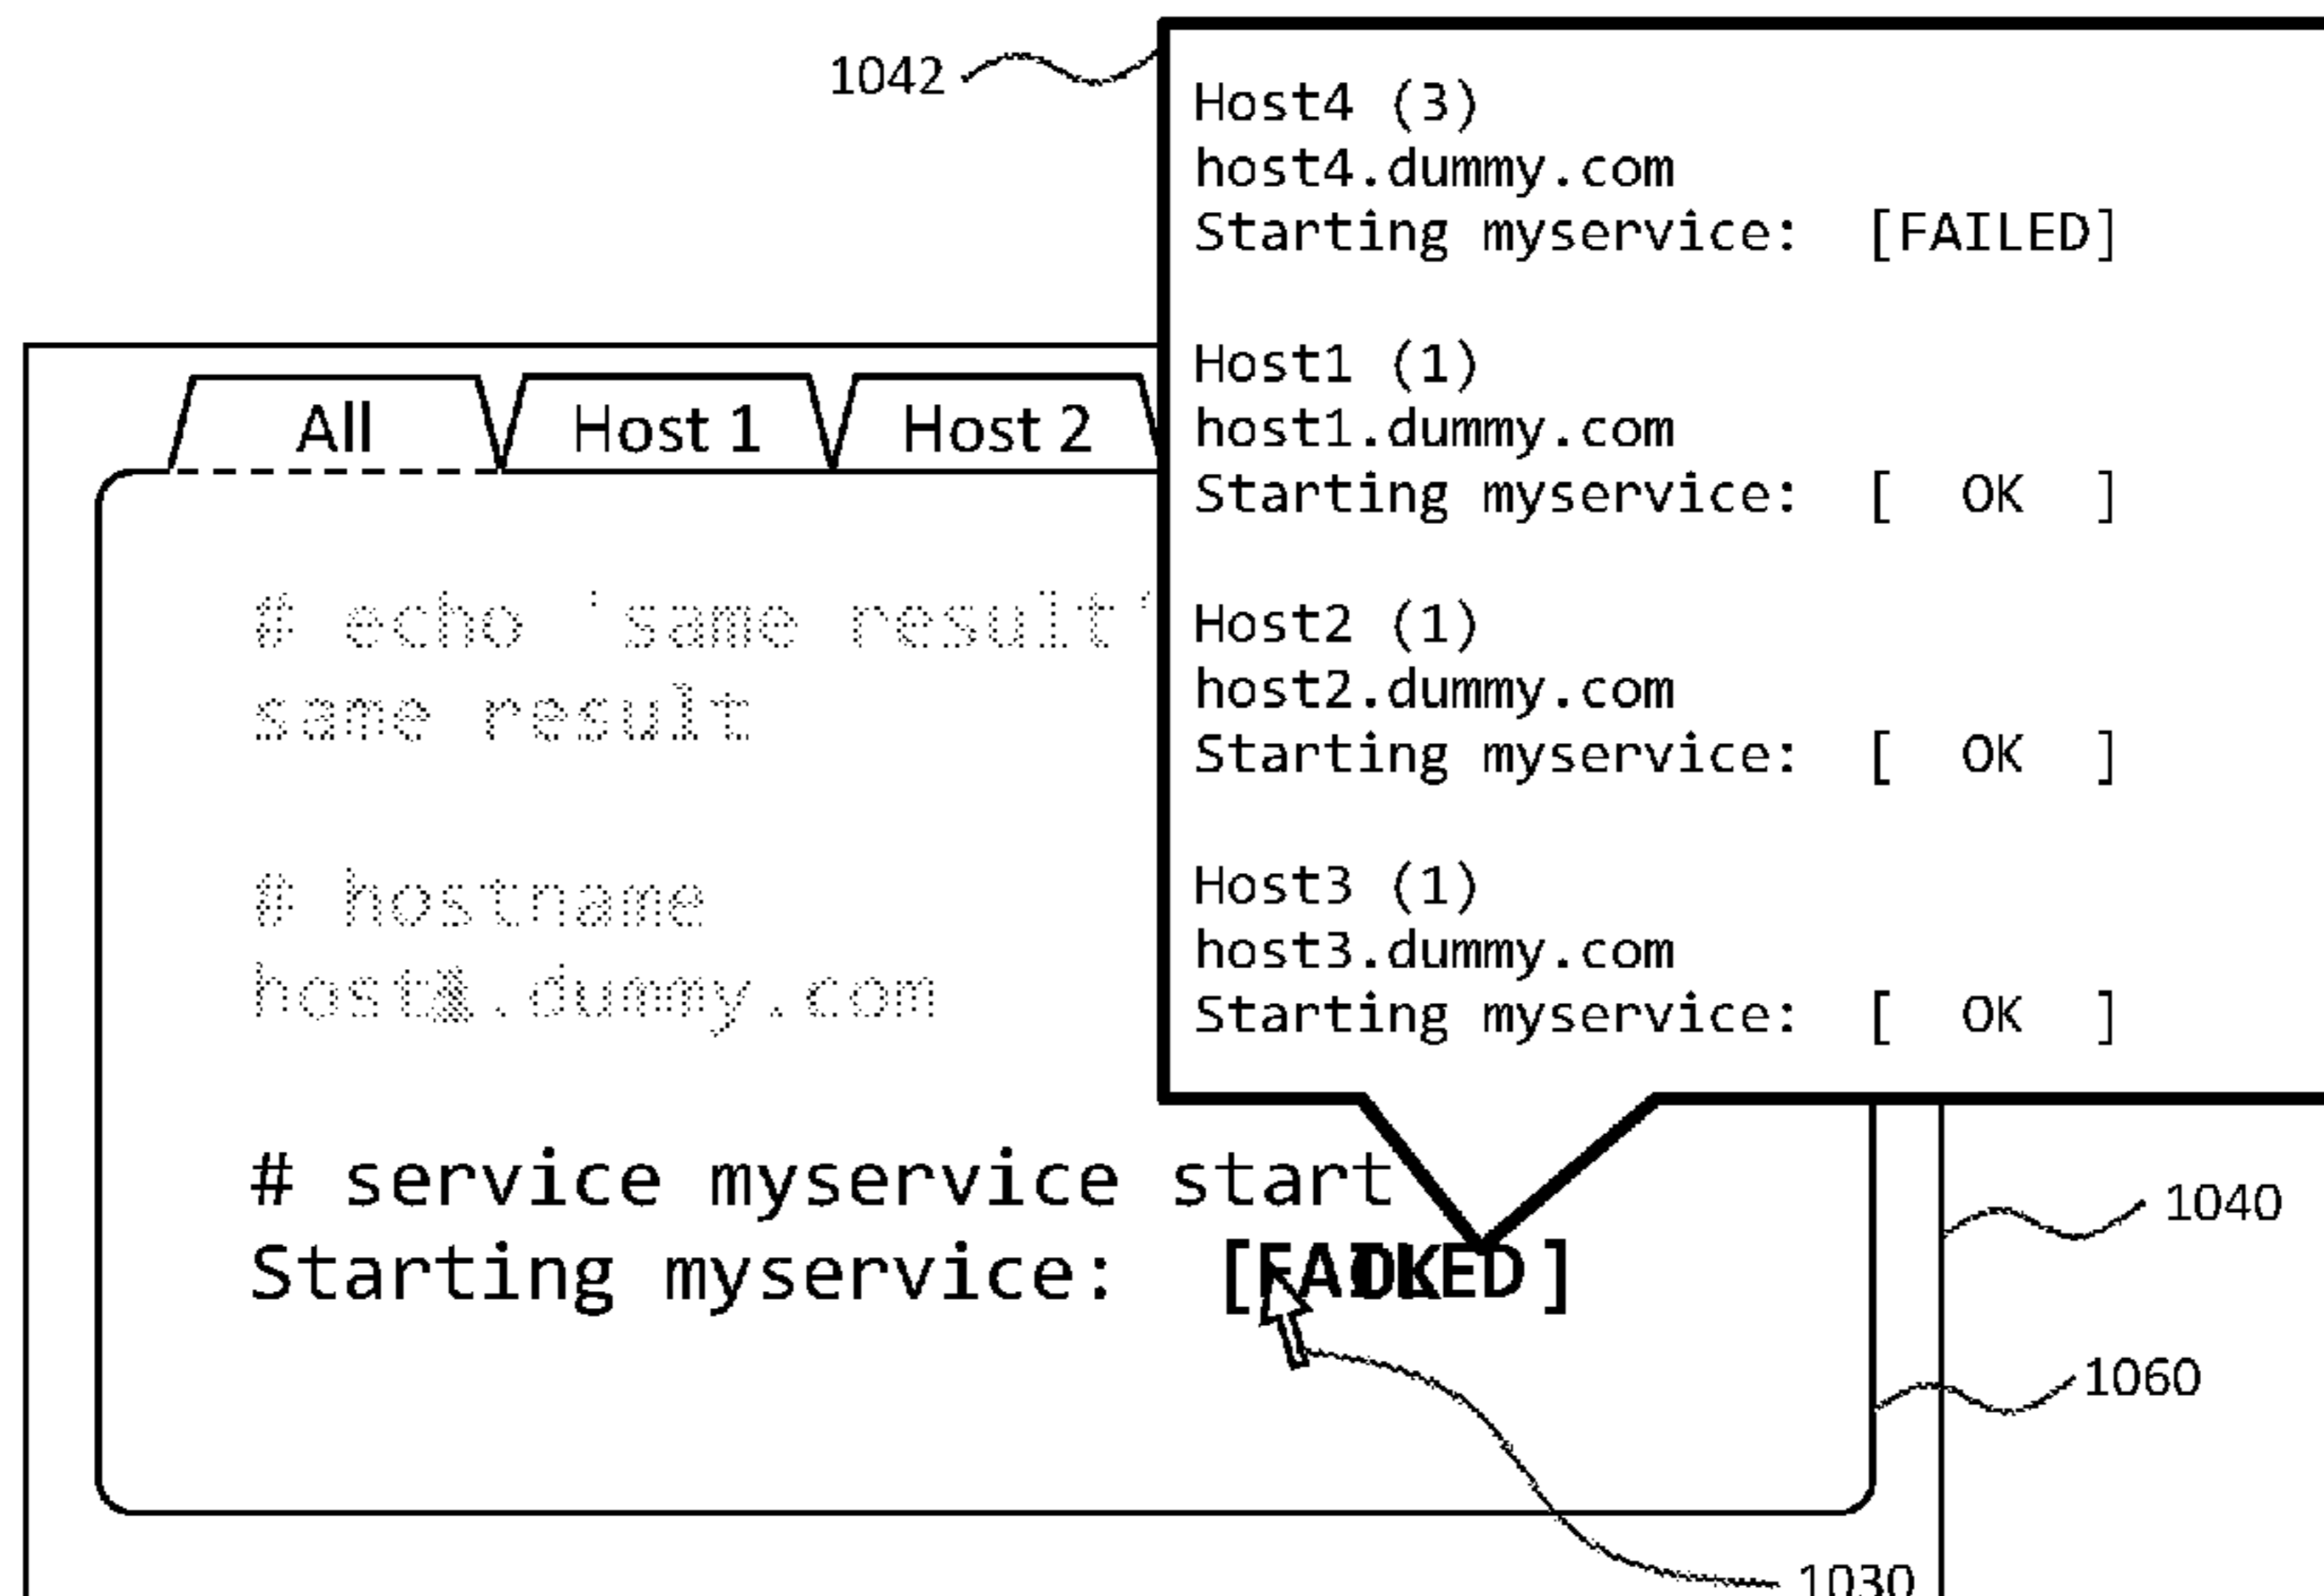 1042
Host4 (3)
host4.dummy.com
Starting myservice: [FAILED]
Host1 (1)
host1.dummy.com
Starting myservice: [ OK ]
Host2 (1)
host2.dummy.com
Starting myservice: [ OK ]
Host3 (1)
host3.dummy.com
Starting myservice: [ OK ]
All Host 1 Host 2
# echo 'same result'
same result
# hostname
.dummy.com
# service myservice start
Starting myservice:
1040
1060
1030